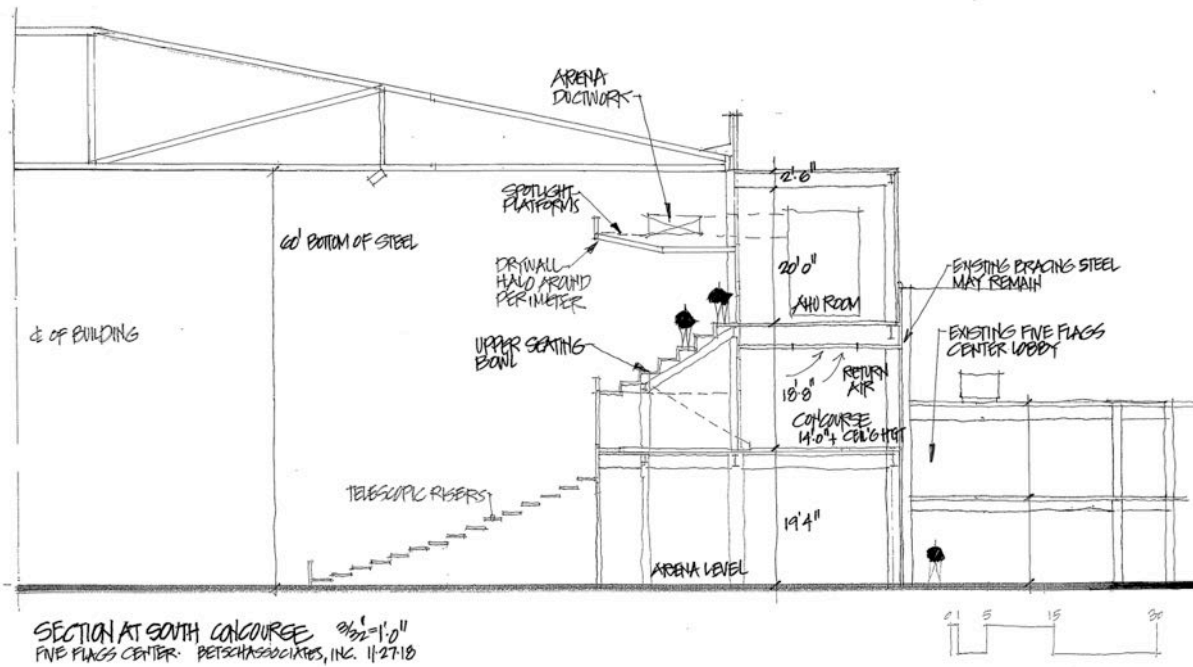 ARENA
DUCTWORK
2'-6"
SPOTLIGHT
PLATFORMS
60' BOTTOM OF STEEL
DRYWALL
HALO AROUND
PERIMETER
20'0"
EXISTING BRACING STEEL
MAY REMAIN
AHU ROOM
℄ OF BUILDING
UPPER SEATING
BOWL
EXISTING FIVE FLAGS
CENTER LOBBY
RETURN
AIR
18'-8"
CONCOURSE
14'-0"+ CEIL'G HGT
TELESCOPIC RISERS
19'4"
ARENA LEVEL
SECTION AT SOUTH CONCOURSE 3/32"=1'-0"
FIVE FLAGS CENTER. BETSCHASSOCIATES, INC. 11-27-18
0 1 5 15 30